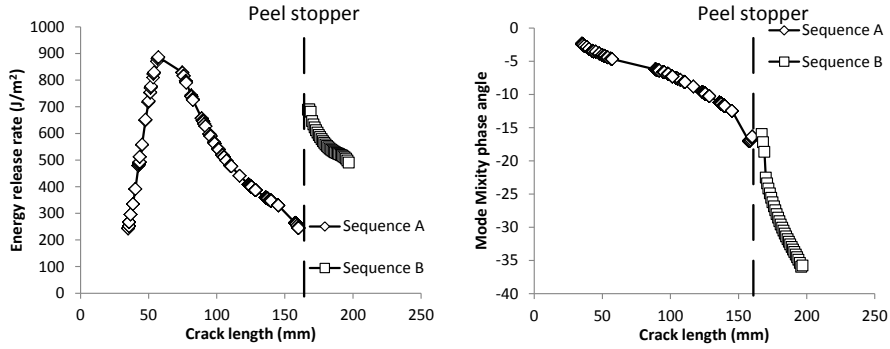 Peel stopper
1000
900
800
700
600
500
400
300
200
100
0
Energy release rate (J/m²)
Sequence A
Sequence B
0 50 100 150 200 250
Crack length (mm)
Peel stopper
0
-5
-10
-15
-20
-25
-30
-35
-40
Mode Mixity phase angle
Sequence A
Sequence B
0 50 100 150 200 250
Crack length (mm)